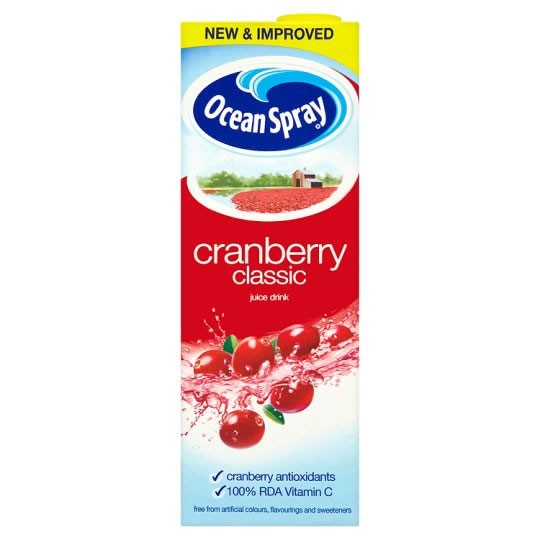 NEW & IMPROVED
Ocean Spray
cranberry
classic
juice drink
✓ cranberry antioxidants
✓ 100% RDA Vitamin C
free from artificial colours, flavourings and sweeteners